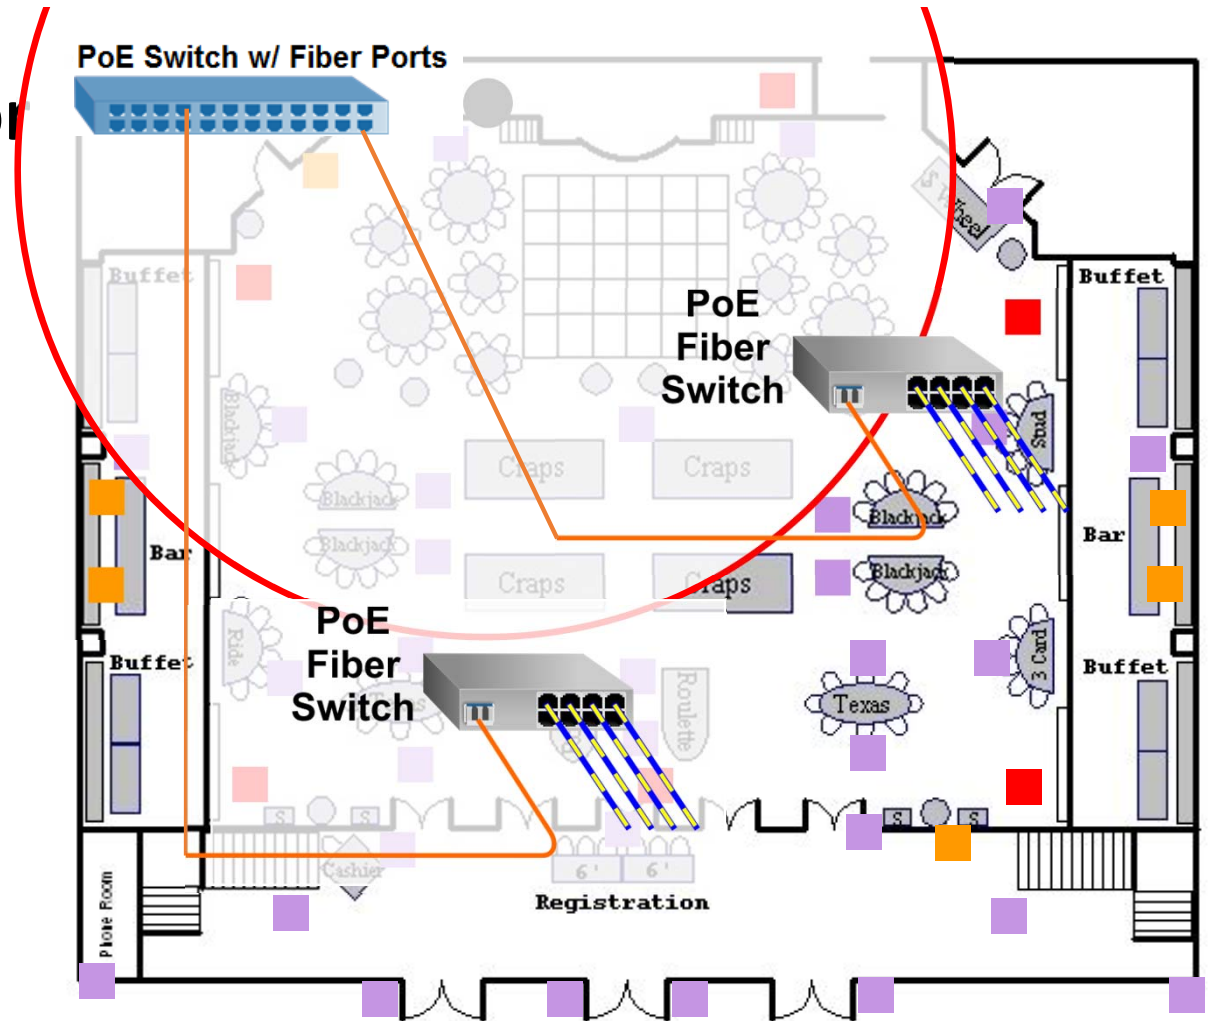 PoE Switch w/ Fiber Ports
or
S Wheel
Buffet
Buffet
PoE
Fiber
Switch
Blackjack
Stud
Craps
Craps
Blackjack
Blackjack
Bar
Bar
Blackjack
Blackjack
Craps
Craps
PoE
Fiber
Switch
Ride
3 Card
Buffet
Buffet
Texas
Roulette
Texas
S
S
S
S
Cashier
6'
6'
Phone Room
Registration